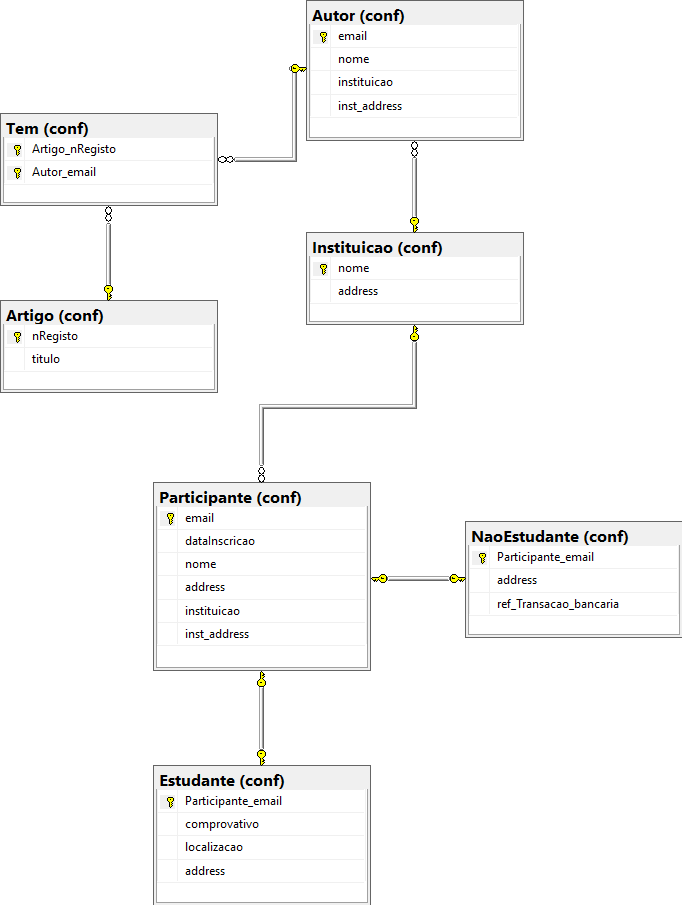 Autor (conf)
email
nome
instituicao
inst_address
Tem (conf)
Artigo_nRegisto
Autor_email
Instituicao (conf)
nome
address
Artigo (conf)
nRegisto
titulo
Participante (conf)
email
dataInscricao
nome
address
instituicao
inst_address
NaoEstudante (conf)
Participante_email
address
ref_Transacao_bancaria
Estudante (conf)
Participante_email
comprovativo
localizacao
address